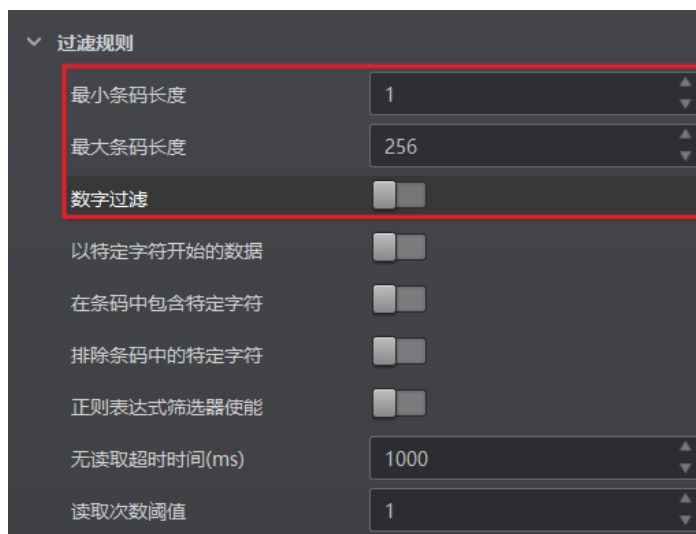 过滤规则
最小条码长度 1
最大条码长度 256
数字过滤
以特定字符开始的数据
在条码中包含特定字符
排除条码中的特定字符
正则表达式筛选器使能
无读取超时时间(ms) 1000
读取次数阈值 1